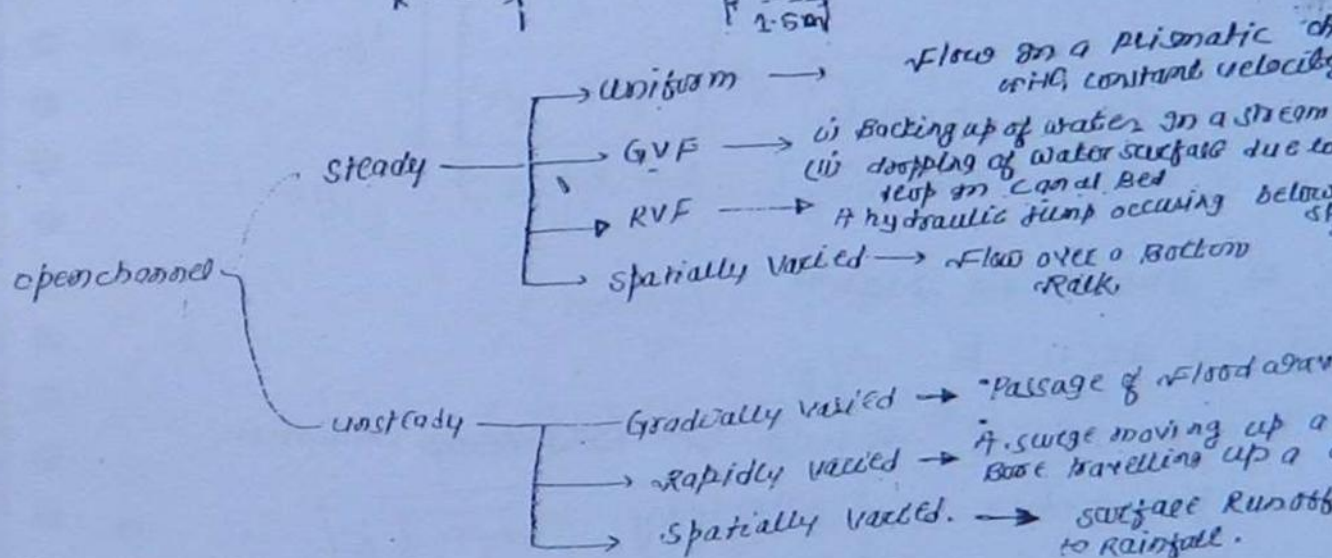 1.5m
uniform → Flow in a prismatic ch
with constant velocity
steady GVF → (i) Backing up of water in a stream
(ii) dropping of water surface due to
drop in canal Bed
RVF → A hydraulic jump occuring below
Spatially Varied → Flow over a Bottom
Rack
open channel
unsteady Gradually varied → Passage of Flood
Rapidly varied → A surge moving up a
Bore travelling up a
Spatially Varied. → surface Runoff
to Rainfall.